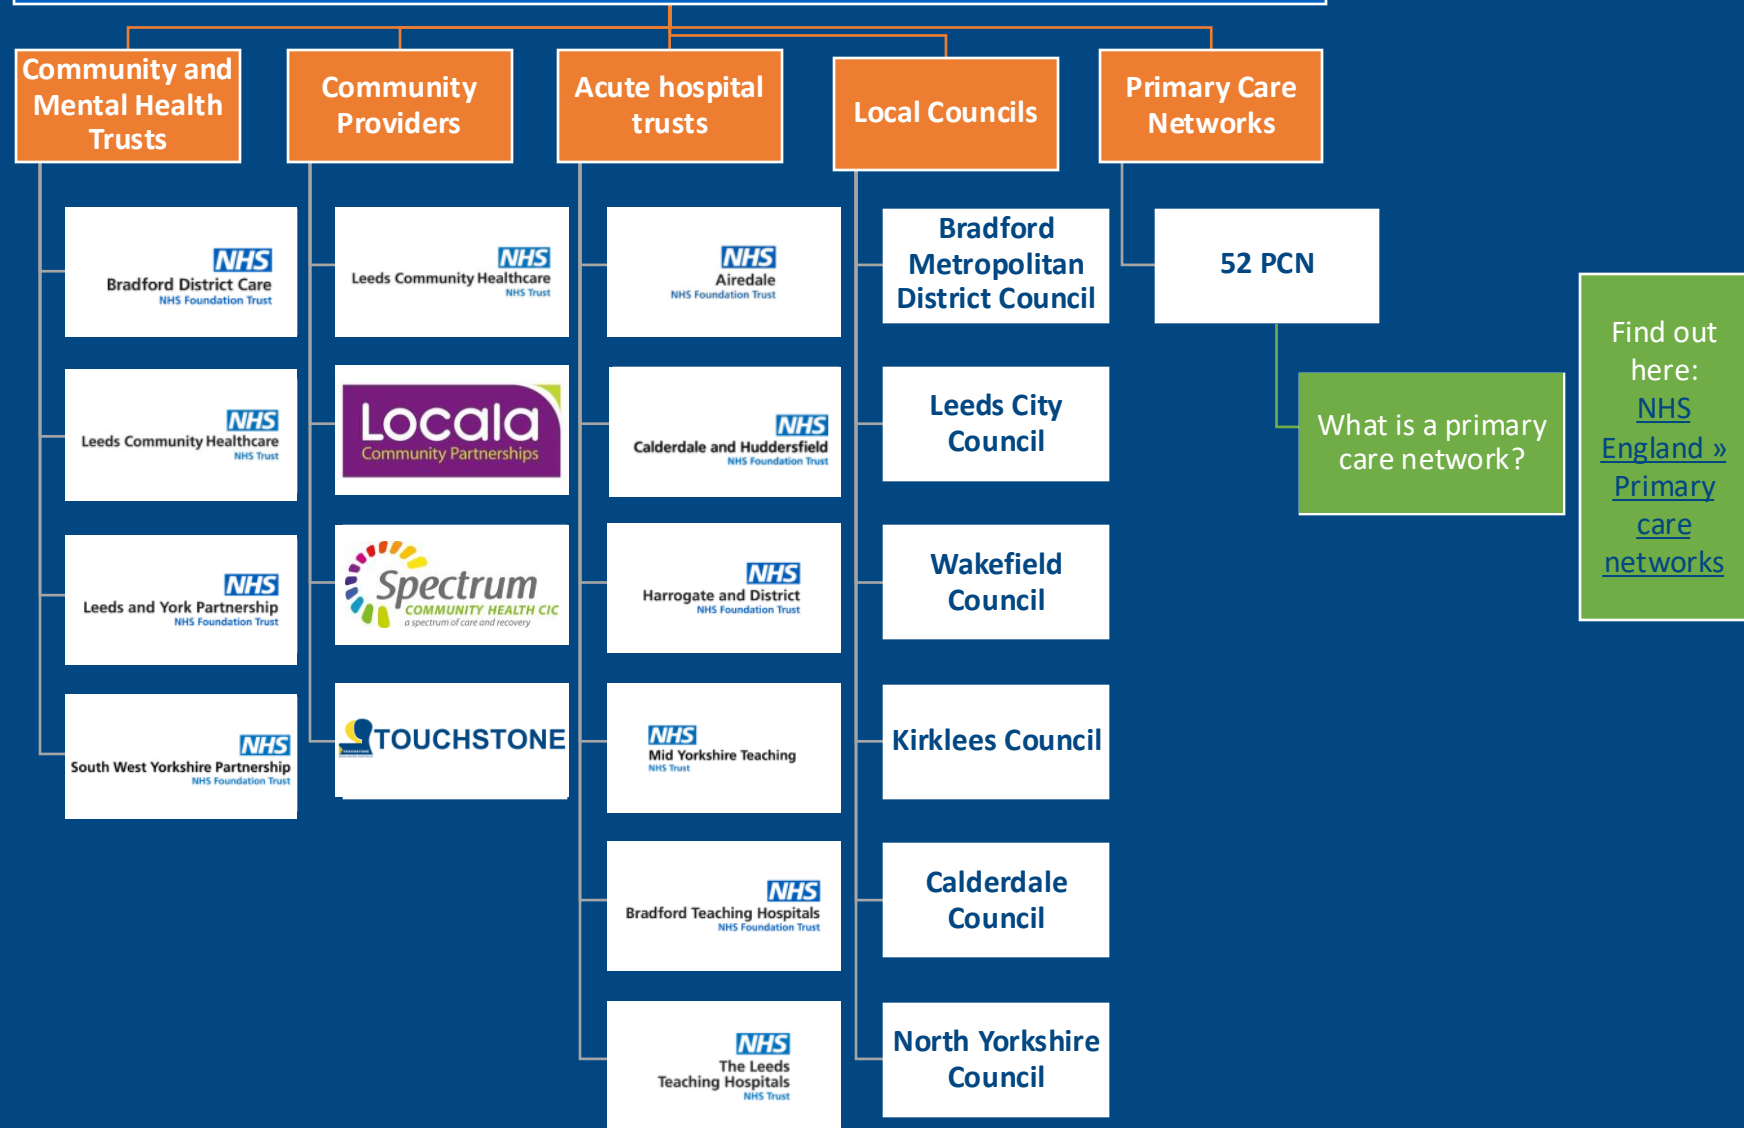 Community and
Mental Health
Trusts
Community
Providers
Acute hospital
trusts
Local Councils
Primary Care
Networks
NHS
Bradford District Care
NHS Foundation Trust
NHS
Leeds Community Healthcare
NHS Trust
NHS
Leeds and York Partnership
NHS Foundation Trust
NHS
South West Yorkshire Partnership
NHS Foundation Trust
NHS
Leeds Community Healthcare
NHS Trust
Locala
Community Partnerships
Spectrum
COMMUNITY HEALTH CIC
a spectrum of care and recovery
TOUCHSTONE
NHS
Airedale
NHS Foundation Trust
NHS
Calderdale and Huddersfield
NHS Foundation Trust
NHS
Harrogate and District
NHS Foundation Trust
NHS
Mid Yorkshire Teaching
NHS Trust
NHS
Bradford Teaching Hospitals
NHS Foundation Trust
NHS
The Leeds
Teaching Hospitals
NHS Trust
Bradford
Metropolitan
District Council
Leeds City
Council
Wakefield
Council
Kirklees Council
Calderdale
Council
North Yorkshire
Council
52 PCN
What is a primary
care network?
Find out
here:
NHS
England »
Primary
care
networks